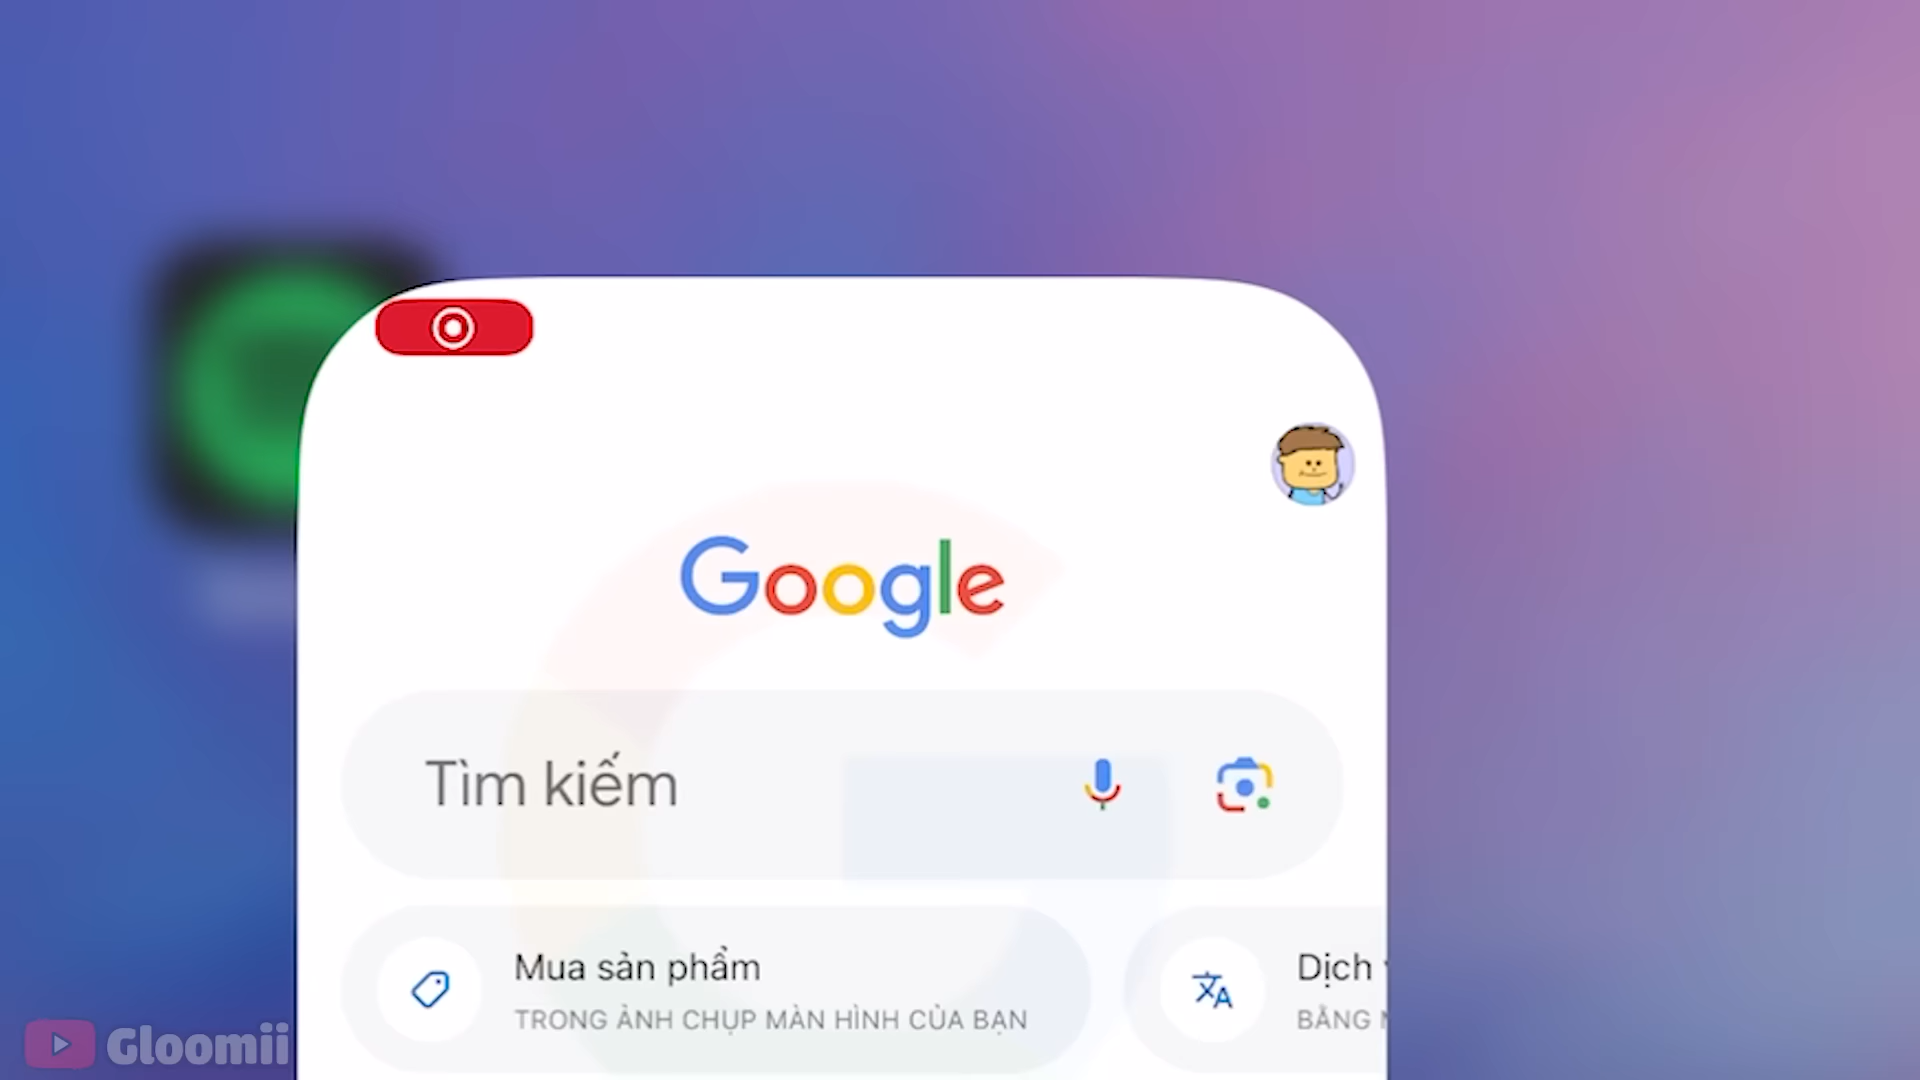 Google
Tìm kiếm
Mua sản phẩm
TRONG ẢNH CHỤP MÀN HÌNH CỦA BẠN
Dịch
BẰNG
Gloomii